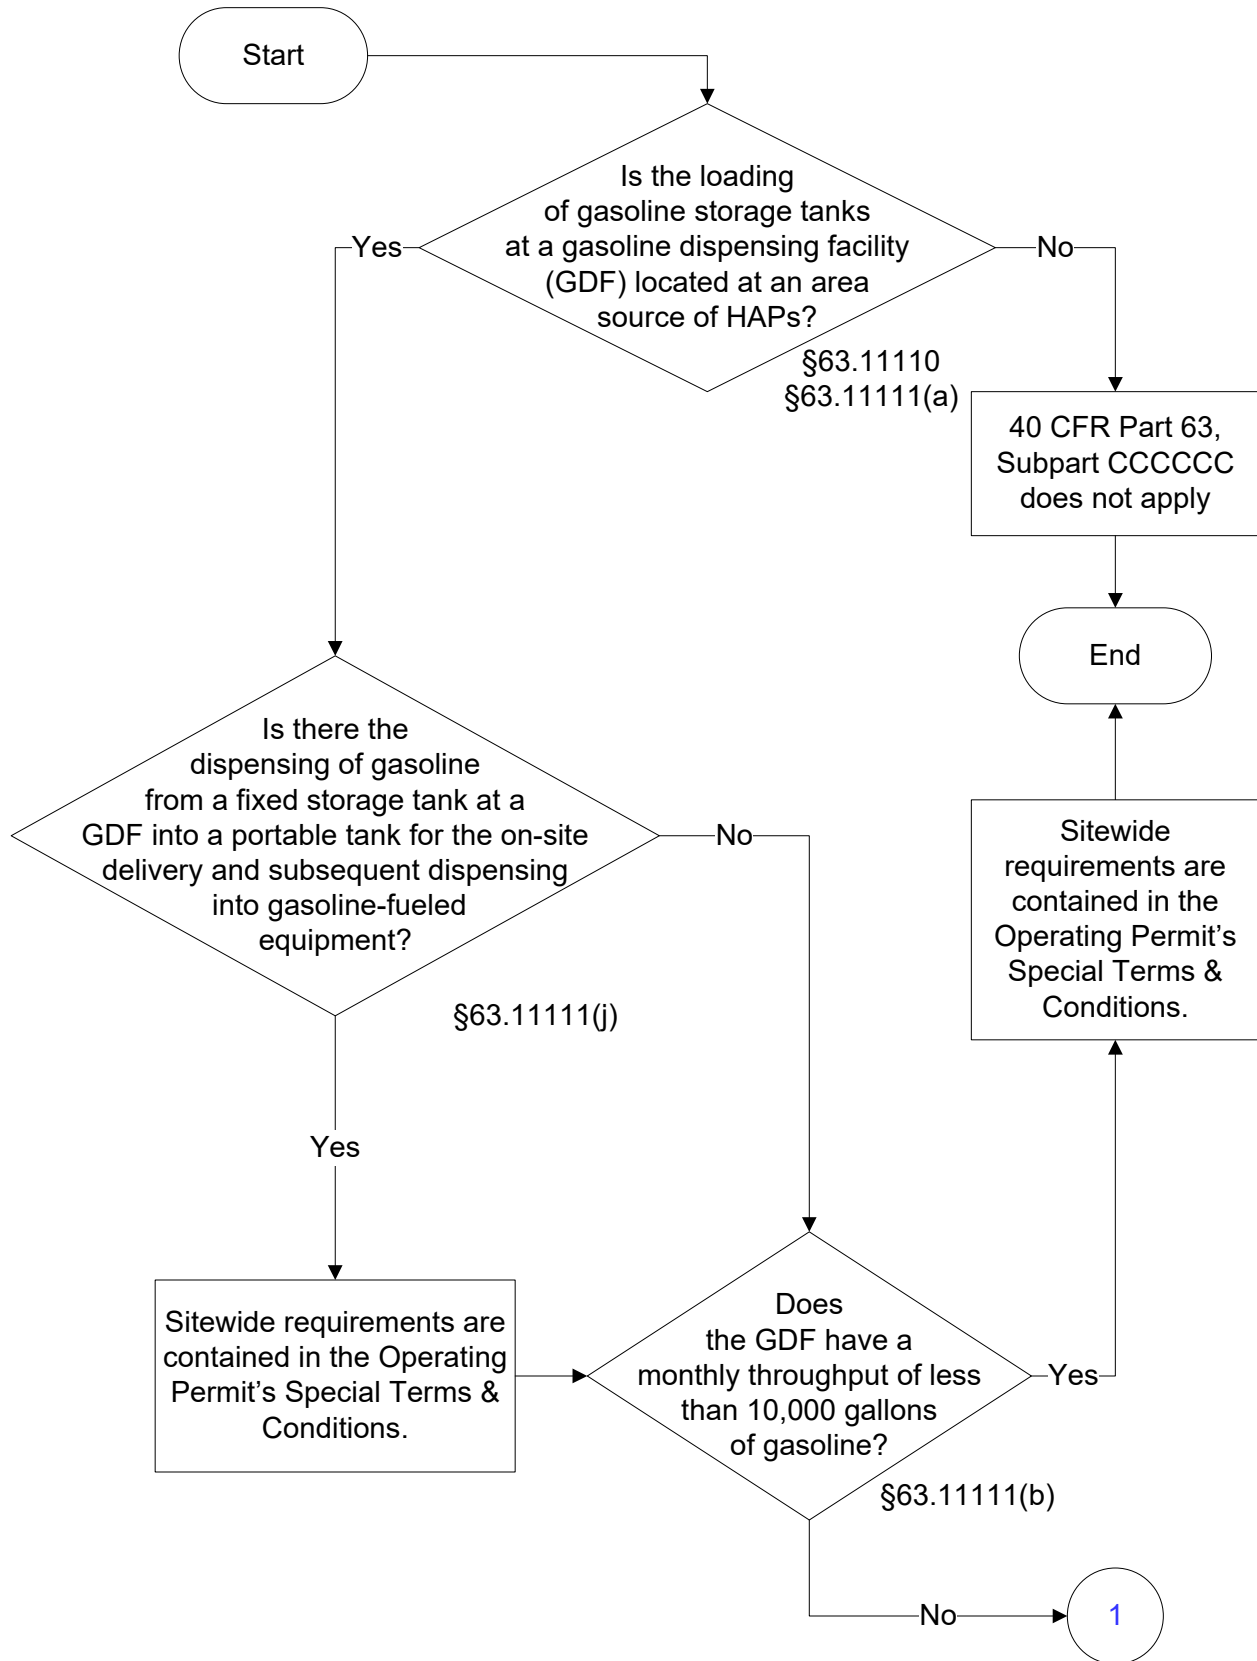 Start
Is the loading
of gasoline storage tanks
at a gasoline dispensing facility
(GDF) located at an area
source of HAPs?
Yes
No
§63.11110
§63.11111(a)
40 CFR Part 63,
Subpart CCCCCC
does not apply
End
Is there the
dispensing of gasoline
from a fixed storage tank at a
GDF into a portable tank for the on-site
delivery and subsequent dispensing
into gasoline-fueled
equipment?
No
§63.11111(j)
Yes
Sitewide
requirements are
contained in the
Operating Permit’s
Special Terms &
Conditions.
Sitewide requirements are
contained in the Operating
Permit’s Special Terms &
Conditions.
Does
the GDF have a
monthly throughput of less
than 10,000 gallons
of gasoline?
Yes
§63.11111(b)
No
1